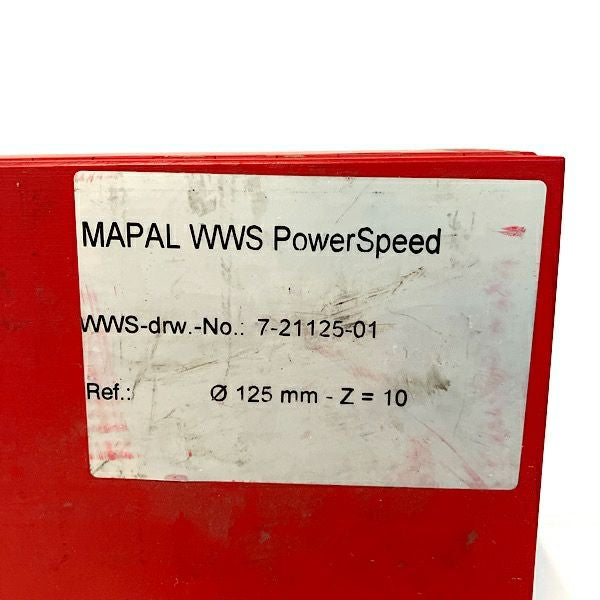 MAPAL WWS PowerSpeed
WWS-drw.-No.: 7-21125-01
Ref.: Ø 125 mm - Z = 10